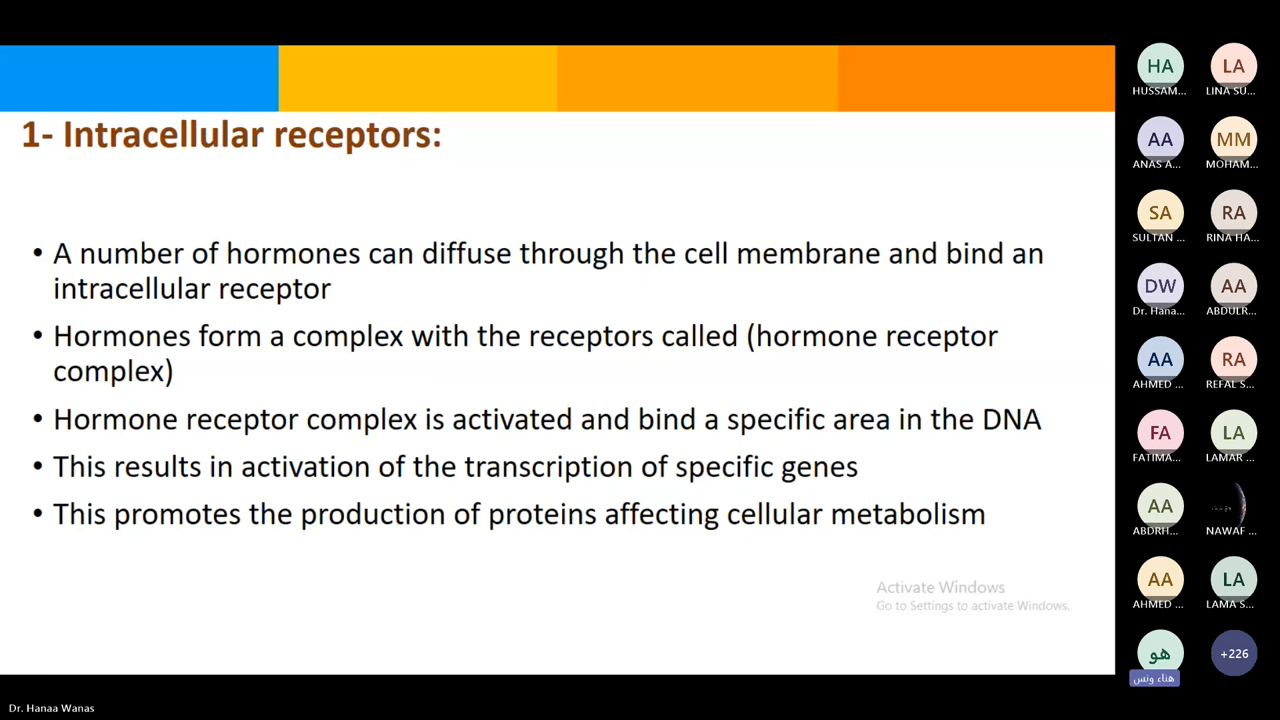 1- Intracellular receptors:
• A number of hormones can diffuse through the cell membrane and bind an
intracellular receptor
• Hormones form a complex with the receptors called (hormone receptor
complex)
• Hormone receptor complex is activated and bind a specific area in the DNA
• This results in activation of the transcription of specific genes
• This promotes the production of proteins affecting cellular metabolism
Activate Windows
Go to Settings to activate Windows.
HA LA
HUSSAM... LINA SU...
AA MM
ANAS A... MOHAM...
SA RA
SULTAN ... RINA HA...
DW AA
Dr. Hana... ABDULR...
AA RA
AHMED ... REFAL S...
FA LA
FATIMA... LAMAR ...
AA
ABDRH... NAWAF ...
AA LA
AHMED ... LAMA S...
هو +226
هناء ونس
Dr. Hanaa Wanas